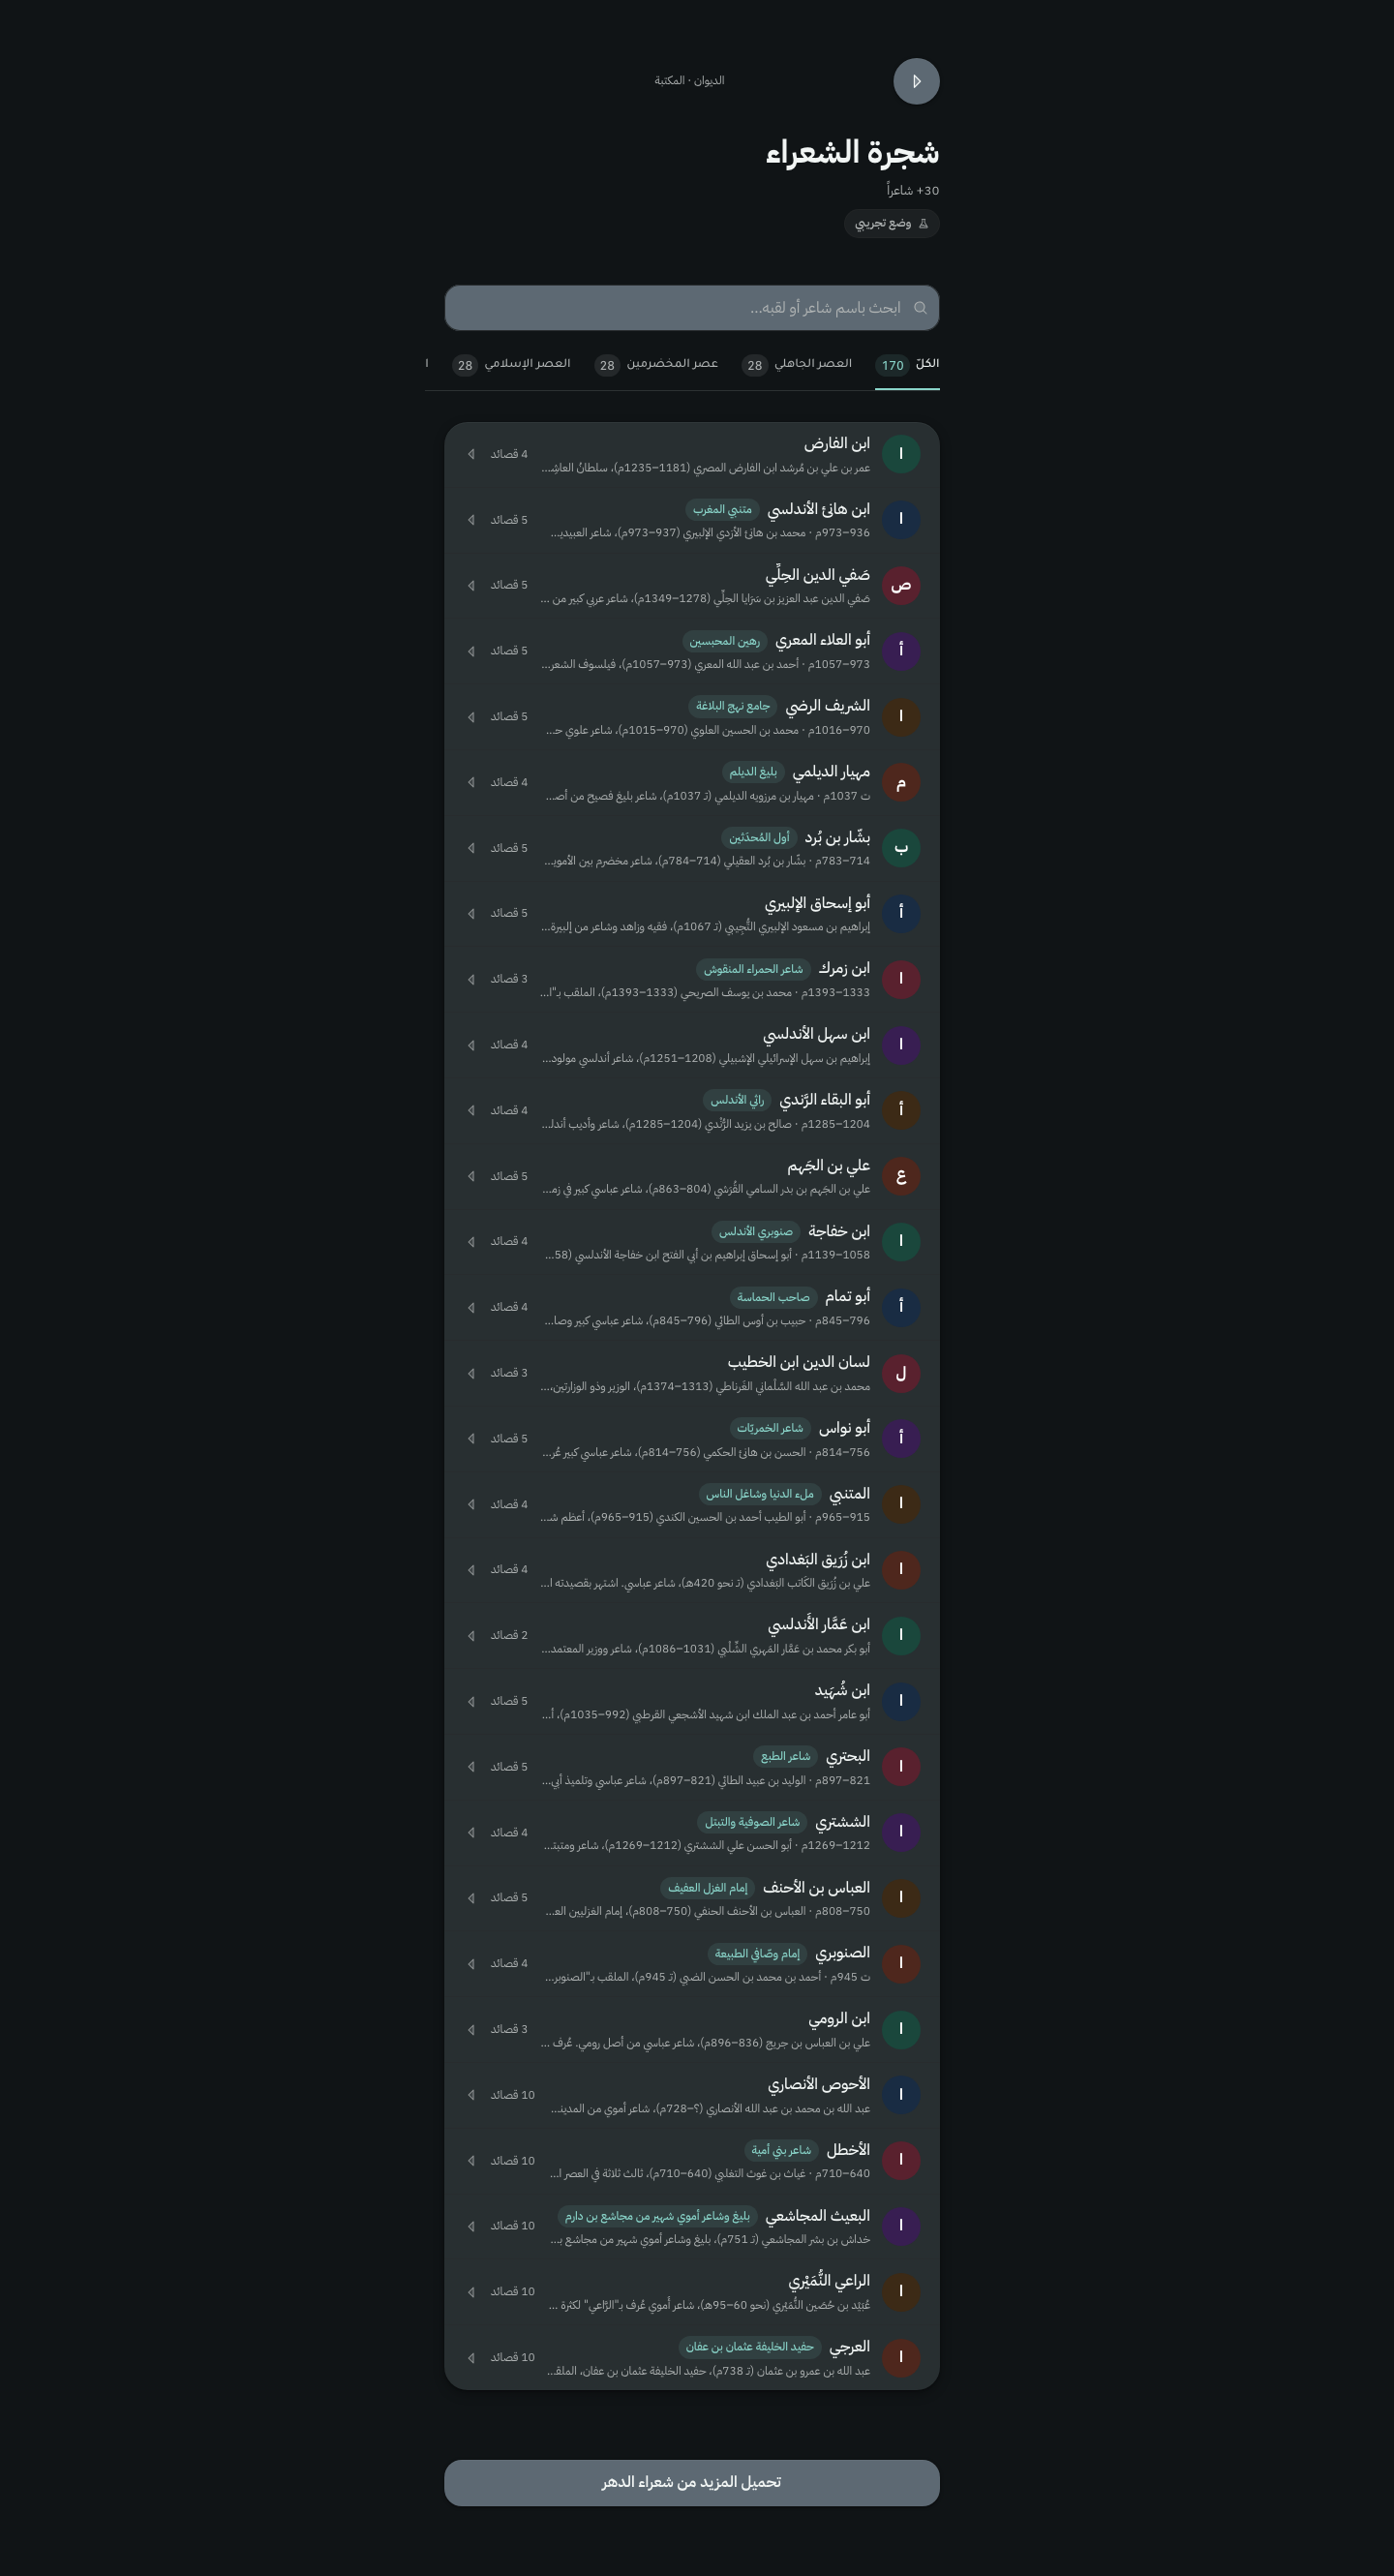 الديوان · المكتبة
شجرة الشعراء
30+ شاعراً
وضع تجريبي
ابحث باسم شاعر أو لقبه...
الكلّ 170 العصر الجاهلي 28 عصر المخضرمين 28 العصر الإسلامي 28 ا
ا ابن الفارض
عمر بن علي بن مُرشد ابن الفارض المصري (1181–1235م)، سلطانُ العاشِـ... 4 قصائد
ا ابن هانئ الأندلسي متنبي المغرب
936–973م · محمد بن هانئ الأزدي الإلبيري (937–973م)، شاعر العبيديـ... 5 قصائد
ص صَفي الدين الحِلّي
صَفي الدين عبد العزيز بن سَرَايا الحِلّي (1278–1349م)، شاعر عربي كبير من ... 5 قصائد
أ أبو العلاء المعري رهين المحبسين
973–1057م · أحمد بن عبد الله المعري (973–1057م)، فيلسوف الشعر... 5 قصائد
ا الشريف الرضي جامع نهج البلاغة
970–1016م · محمد بن الحسين العلوي (970–1015م)، شاعر علوي حـ... 5 قصائد
م مهيار الديلمي بليغ الديلم
ت 1037م · مهيار بن مرزويه الديلمي (تـ 1037م)، شاعر بليغ فصيح من أصـ... 4 قصائد
ب بشّار بن بُرد أول المُحدَثين
714–783م · بشّار بن بُرد العقيلي (714–784م)، شاعر مخضرم بين الأمويـ... 5 قصائد
أ أبو إسحاق الإلبيري
إبراهيم بن مسعود الإلبيري التُّجِيبي (تـ 1067م)، فقيه وزاهد وشاعر من إلبيرة... 5 قصائد
ا ابن زمرك شاعر الحمراء المنقوش
1333–1393م · محمد بن يوسف الصريحي (1333–1393م)، الملقب بـ"ا... 3 قصائد
ا ابن سهل الأندلسي
إبراهيم بن سهل الإسرائيلي الإشبيلي (1208–1251م)، شاعر أندلسي مولود... 4 قصائد
أ أبو البقاء الرَّندي راثي الأندلس
1204–1285م · صالح بن يزيد الرُّنْدي (1204–1285م)، شاعر وأديب أندلـ... 4 قصائد
ع علي بن الجَهم
علي بن الجَهم بن بدر السامي القُرَشي (804–863م)، شاعر عباسي كبير في زمـ... 5 قصائد
ا ابن خفاجة صنوبري الأندلس
1058–1139م · أبو إسحاق إبراهيم بن أبي الفتح ابن خفاجة الأندلسي (58... 4 قصائد
أ أبو تمام صاحب الحماسة
796–845م · حبيب بن أوس الطائي (796–845م)، شاعر عباسي كبير وصا... 4 قصائد
ل لسان الدين ابن الخطيب
محمد بن عبد الله السَّلْماني الغَرناطي (1313–1374م)، الوزير وذو الوزارتين،... 3 قصائد
أ أبو نواس شاعر الخمريّات
756–814م · الحسن بن هانئ الحكمي (756–814م)، شاعر عباسي كبير عُر... 5 قصائد
ا المتنبي ملء الدنيا وشاغل الناس
915–965م · أبو الطيب أحمد بن الحسين الكندي (915–965م)، أعظم شـ... 4 قصائد
ا ابن زُرَيق البَغدادي
علي بن زُرَيق الكَاتب البَغدادي (تـ نحو 420هـ)، شاعر عباسي. اشتهر بقصيدته ا... 4 قصائد
ا ابن عَمَّار الأَندلسي
أبو بكر محمد بن عَمَّار المَهري الشِّلْبي (1031–1086م)، شاعر ووزير المعتمد... 2 قصائد
ا ابن شُهَيد
أبو عامر أحمد بن عبد الملك ابن شهيد الأشجعي القرطبي (992–1035م)، أ... 5 قصائد
ا البحتري شاعر الطبع
821–897م · الوليد بن عبيد الطائي (821–897م)، شاعر عباسي وتلميذ أبي... 5 قصائد
ا الششتري شاعر الصوفية والتبتل
1212–1269م · أبو الحسن علي الششتري (1212–1269م)، شاعر ومتبتـ... 4 قصائد
ا العباس بن الأحنف إمام الغزل العفيف
750–808م · العباس بن الأحنف الحنفي (750–808م)، إمام الغزليين العـ... 5 قصائد
ا الصنوبري إمام وصّافي الطبيعة
ت 945م · أحمد بن محمد بن الحسن الضبي (تـ 945م)، الملقب بـ"الصنوبر... 4 قصائد
ا ابن الرومي
علي بن العباس بن جريج (836–896م)، شاعر عباسي من أصل رومي. عُرف ... 3 قصائد
ا الأحوص الأنصاري
عبد الله بن محمد بن عبد الله الأنصاري (؟–728م)، شاعر أموي من المدينـ... 10 قصائد
ا الأخطل شاعر بني أمية
640–710م · غياث بن غوث التغلبي (640–710م)، ثالث ثلاثة في العصر ا... 10 قصائد
ا البعيث المجاشعي بليغ وشاعر أموي شهير من مجاشع بن دارم
خداش بن بشر المجاشعي (تـ 751م)، بليغ وشاعر أموي شهير من مجاشع بـ... 10 قصائد
ا الراعي النُّمَيْري
عُبَيْد بن حُصَين النُّمَيْري (نحو 60–95هـ)، شاعر أموي عُرف بـ"الرَّاعي" لكثرة ... 10 قصائد
ا العرجي حفيد الخليفة عثمان بن عفان
عبد الله بن عمرو بن عثمان (تـ 738م)، حفيد الخليفة عثمان بن عفان، الملقـ... 10 قصائد
تحميل المزيد من شعراء الدهر